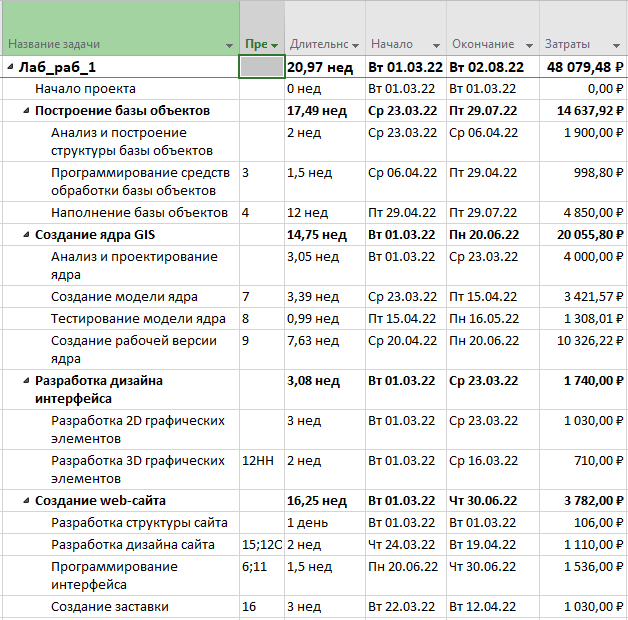 Название задачи Пре Длительнс Начало Окончание Затраты
Лаб_раб_1 20,97 нед Вт 01.03.22 Вт 02.08.22 48 079,48 ₽
Начало проекта 0 нед Вт 01.03.22 Вт 01.03.22 0,00 ₽
Построение базы объектов 17,49 нед Ср 23.03.22 Пт 29.07.22 14 637,92 ₽
Анализ и построение 2 нед Ср 23.03.22 Ср 06.04.22 1 900,00 ₽
структуры базы объектов
Программирование средств 3 1,5 нед Ср 06.04.22 Пт 29.04.22 998,80 ₽
обработки базы объектов
Наполнение базы объектов 4 12 нед Пт 29.04.22 Пт 29.07.22 4 850,00 ₽
Создание ядра GIS 14,75 нед Вт 01.03.22 Пн 20.06.22 20 055,80 ₽
Анализ и проектирование 3,05 нед Вт 01.03.22 Ср 23.03.22 4 000,00 ₽
ядра
Создание модели ядра 7 3,39 нед Ср 23.03.22 Пт 15.04.22 3 421,57 ₽
Тестирование модели ядра 8 0,99 нед Пт 15.04.22 Пн 16.05.22 1 308,01 ₽
Создание рабочей версии 9 7,63 нед Ср 20.04.22 Пн 20.06.22 10 326,22 ₽
ядра
Разработка дизайна 3,08 нед Вт 01.03.22 Ср 23.03.22 1 740,00 ₽
интерфейса
Разработка 2D графических 3 нед Вт 01.03.22 Ср 23.03.22 1 030,00 ₽
элементов
Разработка 3D графических 12НН 2 нед Вт 01.03.22 Ср 16.03.22 710,00 ₽
элементов
Создание web-сайта 16,25 нед Вт 01.03.22 Чт 30.06.22 3 782,00 ₽
Разработка структуры сайта 1 день Вт 01.03.22 Вт 01.03.22 106,00 ₽
Разработка дизайна сайта 15;12О 2 нед Чт 24.03.22 Вт 19.04.22 1 110,00 ₽
Программирование 6;11 1,5 нед Пн 20.06.22 Чт 30.06.22 1 536,00 ₽
интерфейса
Создание заставки 16 3 нед Вт 22.03.22 Вт 12.04.22 1 030,00 ₽